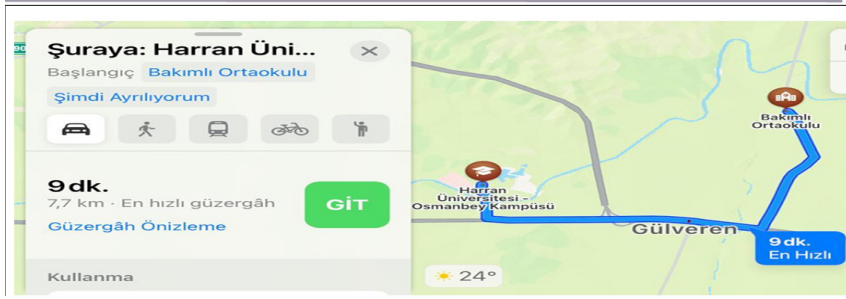 90
Şuraya: Harran Üni...
Başlangıç Bakımlı Ortaokulu
Şimdi Ayrılıyorum
9 dk.
7,7 km · En hızlı güzergâh
GİT
Güzergâh Önizleme
Kullanma
Bakımlı
Ortaokulu
Harran
Üniversitesi -
Osmanbey Kampüsü
Gülveren
9 dk.
En Hızlı
24°